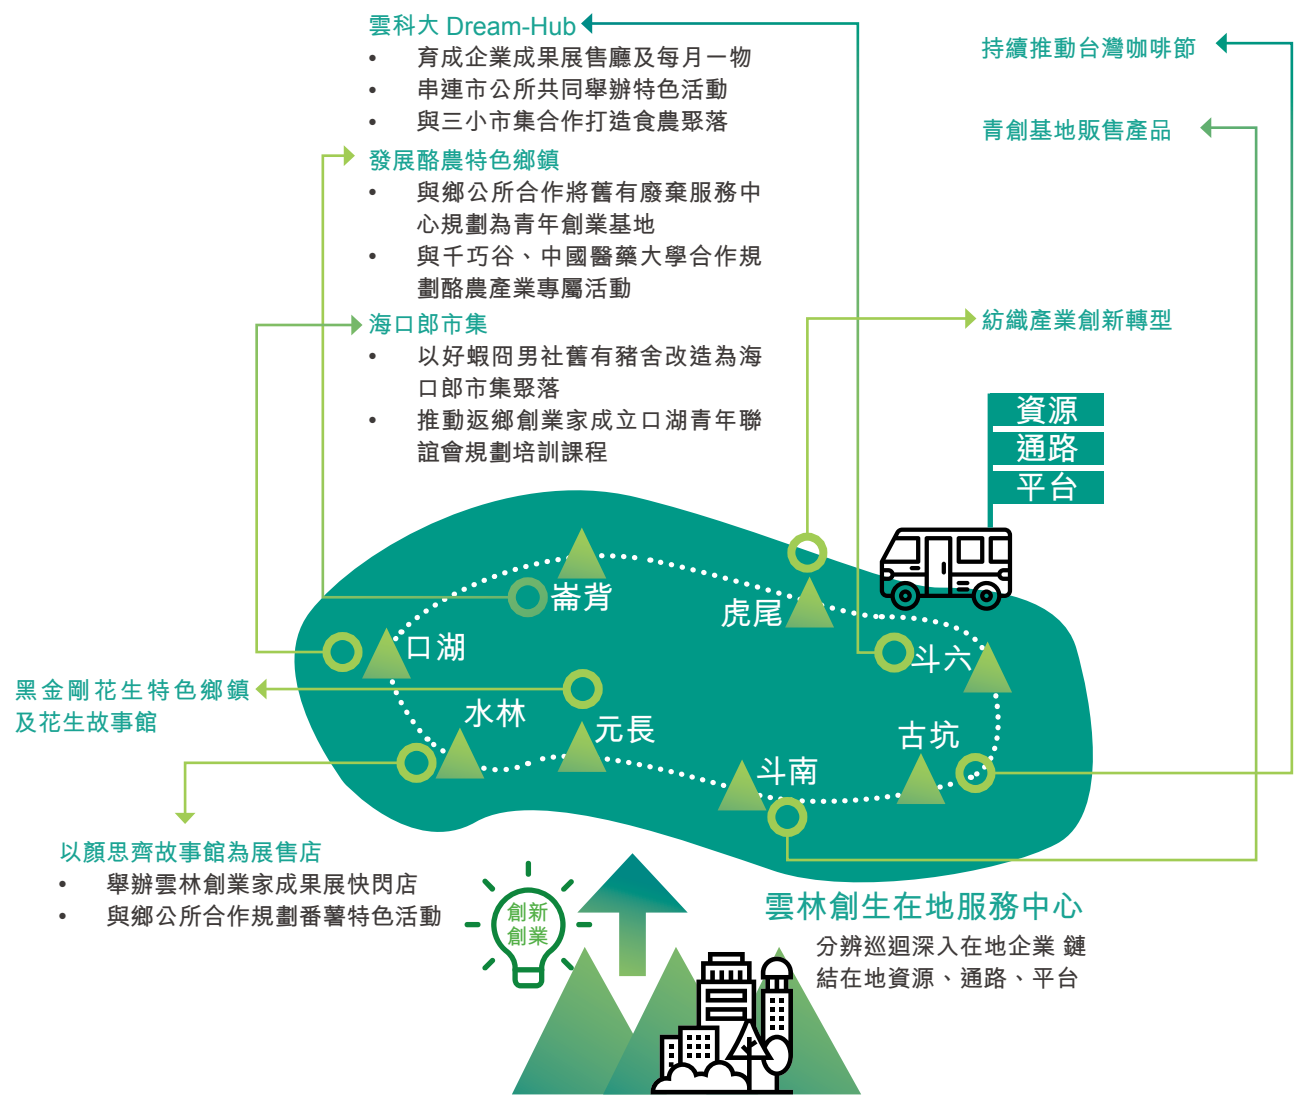 雲科大 Dream-Hub
• 育成企業成果展售廳及每月一物
• 串連市公所共同舉辦特色活動
• 與三小市集合作打造食農聚落
發展酪農特色鄉鎮
• 與鄉公所合作將舊有廢棄服務中
心規劃為青年創業基地
• 與千巧谷、中國醫藥大學合作規
劃酪農產業專屬活動
海口郎市集
• 以好蝦冏男社舊有豬舍改造為海
口郎市集聚落
• 推動返鄉創業家成立口湖青年聯
誼會規劃培訓課程
持續推動台灣咖啡節
青創基地販售產品
紡織產業創新轉型
資源
通路
平台
崙背
虎尾
口湖
斗六
水林
元長
古坑
斗南
黑金剛花生特色鄉鎮
及花生故事館
以顏思齊故事館為展售店
• 舉辦雲林創業家成果展快閃店
• 與鄉公所合作規劃番薯特色活動
創新
創業
雲林創生在地服務中心
分辨巡迴深入在地企業 鏈
結在地資源、通路、平台